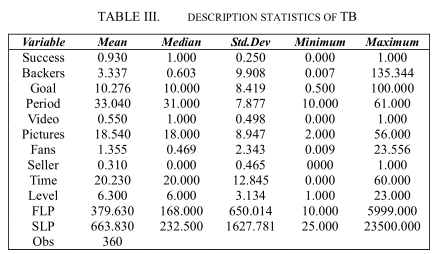 TABLE III. DESCRIPTION STATISTICS OF TB
Variable Mean Median Std.Dev Minimum Maximum
Success 0.930 1.000 0.250 0.000 1.000
Backers 3.337 0.603 9.908 0.007 135.344
Goal 10.276 10.000 8.419 0.500 100.000
Period 33.040 31.000 7.877 10.000 61.000
Video 0.550 1.000 0.498 0.000 1.000
Pictures 18.540 18.000 8.947 2.000 56.000
Fans 1.355 0.469 2.343 0.009 23.556
Seller 0.310 0.000 0.465 0000 1.000
Time 20.230 20.000 12.845 0.000 60.000
Level 6.300 6.000 3.134 1.000 23.000
FLP 379.630 168.000 650.014 10.000 5999.000
SLP 663.830 232.500 1627.781 25.000 23500.000
Obs 360